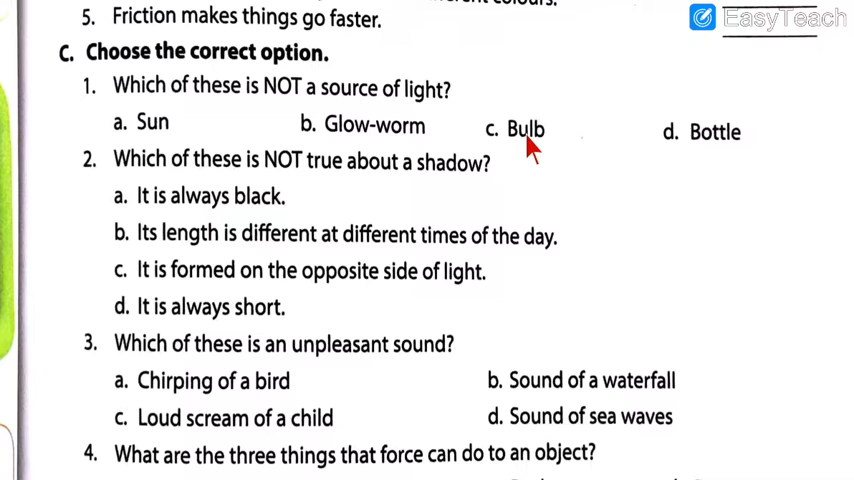 5. Friction makes things go faster.
EasyTeach
C. Choose the correct option.
1. Which of these is NOT a source of light?
a. Sun b. Glow-worm c. Bulb d. Bottle
2. Which of these is NOT true about a shadow?
a. It is always black.
b. Its length is different at different times of the day.
c. It is formed on the opposite side of light.
d. It is always short.
3. Which of these is an unpleasant sound?
a. Chirping of a bird b. Sound of a waterfall
c. Loud scream of a child d. Sound of sea waves
4. What are the three things that force can do to an object?